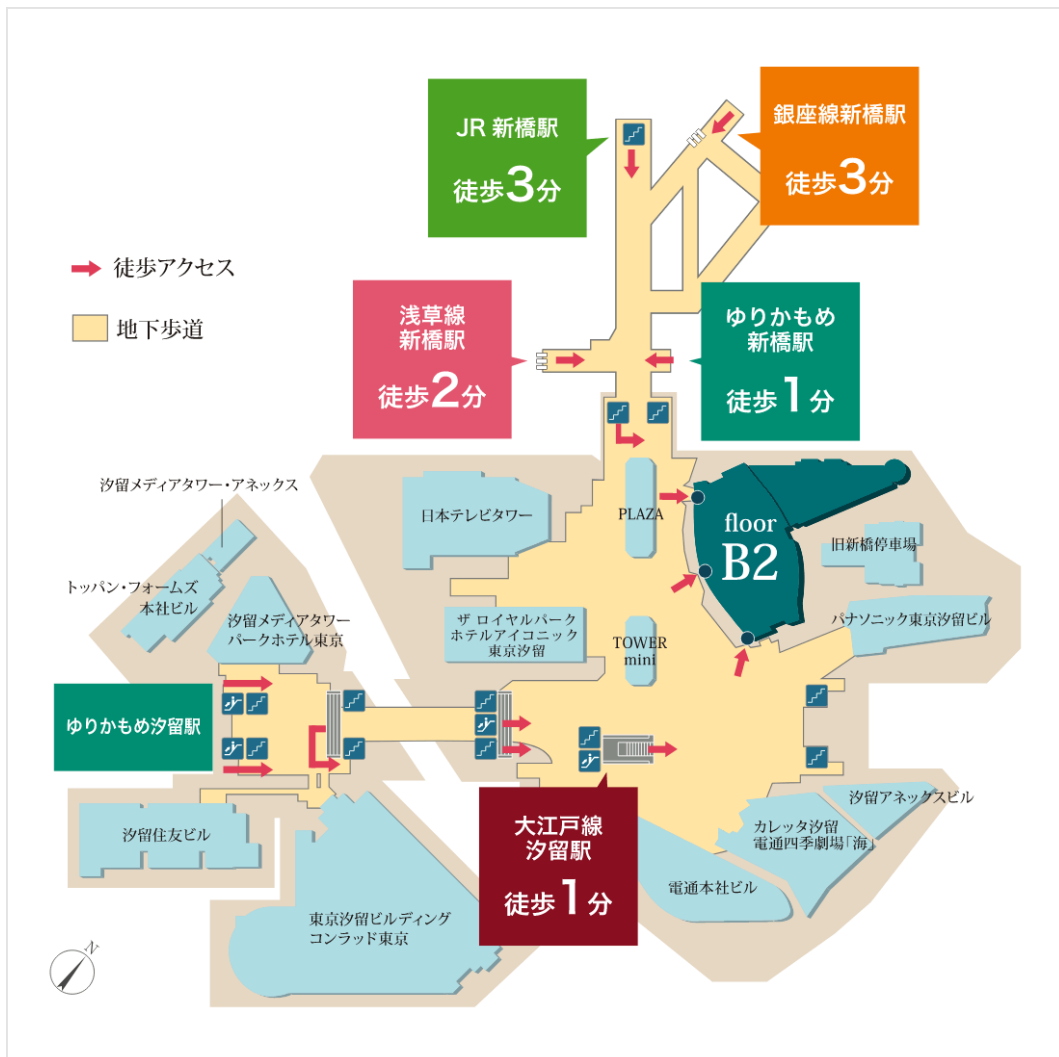 JR 新橋駅
徒歩3分
銀座線新橋駅
徒歩3分
徒歩アクセス
地下歩道
浅草線
新橋駅
徒歩2分
ゆりかもめ
新橋駅
徒歩1分
汐留メディアタワー・アネックス
トッパン・フォームズ
本社ビル
汐留メディアタワー
パークホテル東京
日本テレビタワー
PLAZA
floor
B2
旧新橋停車場
パナソニック東京汐留ビル
ザ ロイヤルパーク
ホテルアイコニック
東京汐留
TOWER
mini
ゆりかもめ汐留駅
汐留住友ビル
東京汐留ビルディング
コンラッド東京
大江戸線
汐留駅
徒歩1分
汐留アネックスビル
カレッタ汐留
電通四季劇場「海」
電通本社ビル
N